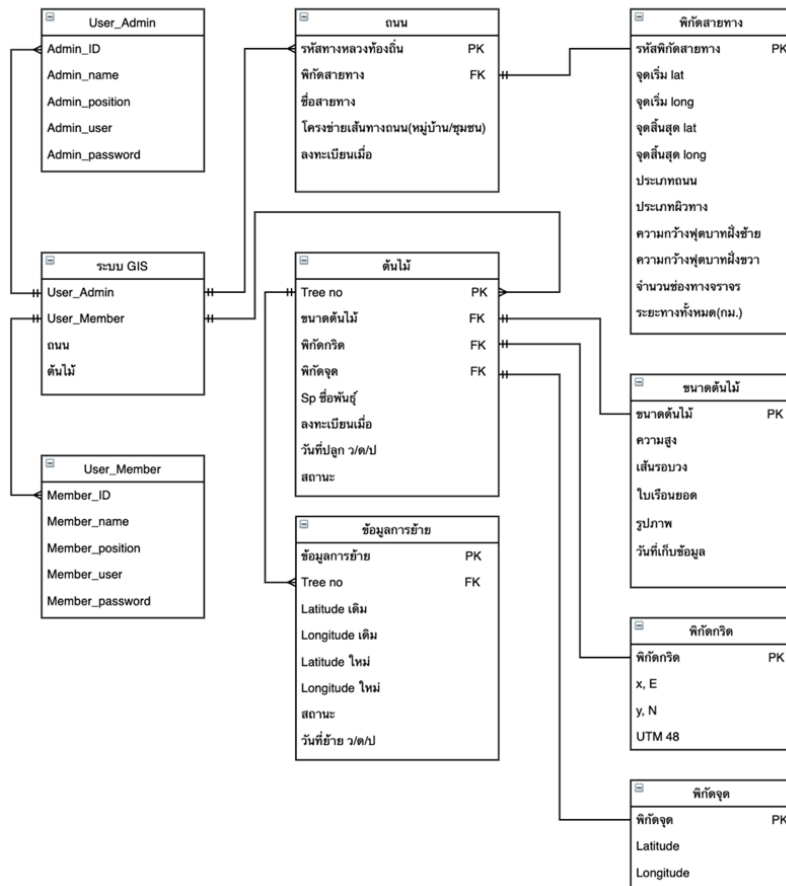 User_Admin
Admin_ID
Admin_name
Admin_position
Admin_user
Admin_password
ถนน
รหัสทางหลวงท้องถิ่น PK
พิกัดสายทาง FK
ชื่อสายทาง
โครงข่ายเส้นทางถนน(หมู่บ้าน/ชุมชน)
ลงทะเบียนเมื่อ
พิกัดสายทาง
รหัสพิกัดสายทาง PK
จุดเริ่ม lat
จุดเริ่ม long
จุดสิ้นสุด lat
จุดสิ้นสุด long
ประเภทถนน
ประเภทผิวทาง
ความกว้างฟุตบาทฝั่งซ้าย
ความกว้างฟุตบาทฝั่งขวา
จำนวนช่องทางจราจร
ระยะทางทั้งหมด(กม.)
ระบบ GIS
User_Admin
User_Member
ถนน
ต้นไม้
ต้นไม้
Tree no PK
ขนาดต้นไม้ FK
พิกัดกริด FK
พิกัดจุด FK
Sp ชื่อพันธุ์
ลงทะเบียนเมื่อ
วันที่ปลูก ว/ด/ป
สถานะ
ขนาดต้นไม้
ขนาดต้นไม้ PK
ความสูง
เส้นรอบวง
ใบเรือนยอด
รูปภาพ
วันที่เก็บข้อมูล
User_Member
Member_ID
Member_name
Member_position
Member_user
Member_password
ข้อมูลการย้าย
ข้อมูลการย้าย PK
Tree no FK
Latitude เดิม
Longitude เดิม
Latitude ใหม่
Longitude ใหม่
สถานะ
วันที่ย้าย ว/ด/ป
พิกัดกริด
พิกัดกริด PK
x, E
y, N
UTM 48
พิกัดจุด
พิกัดจุด PK
Latitude
Longitude